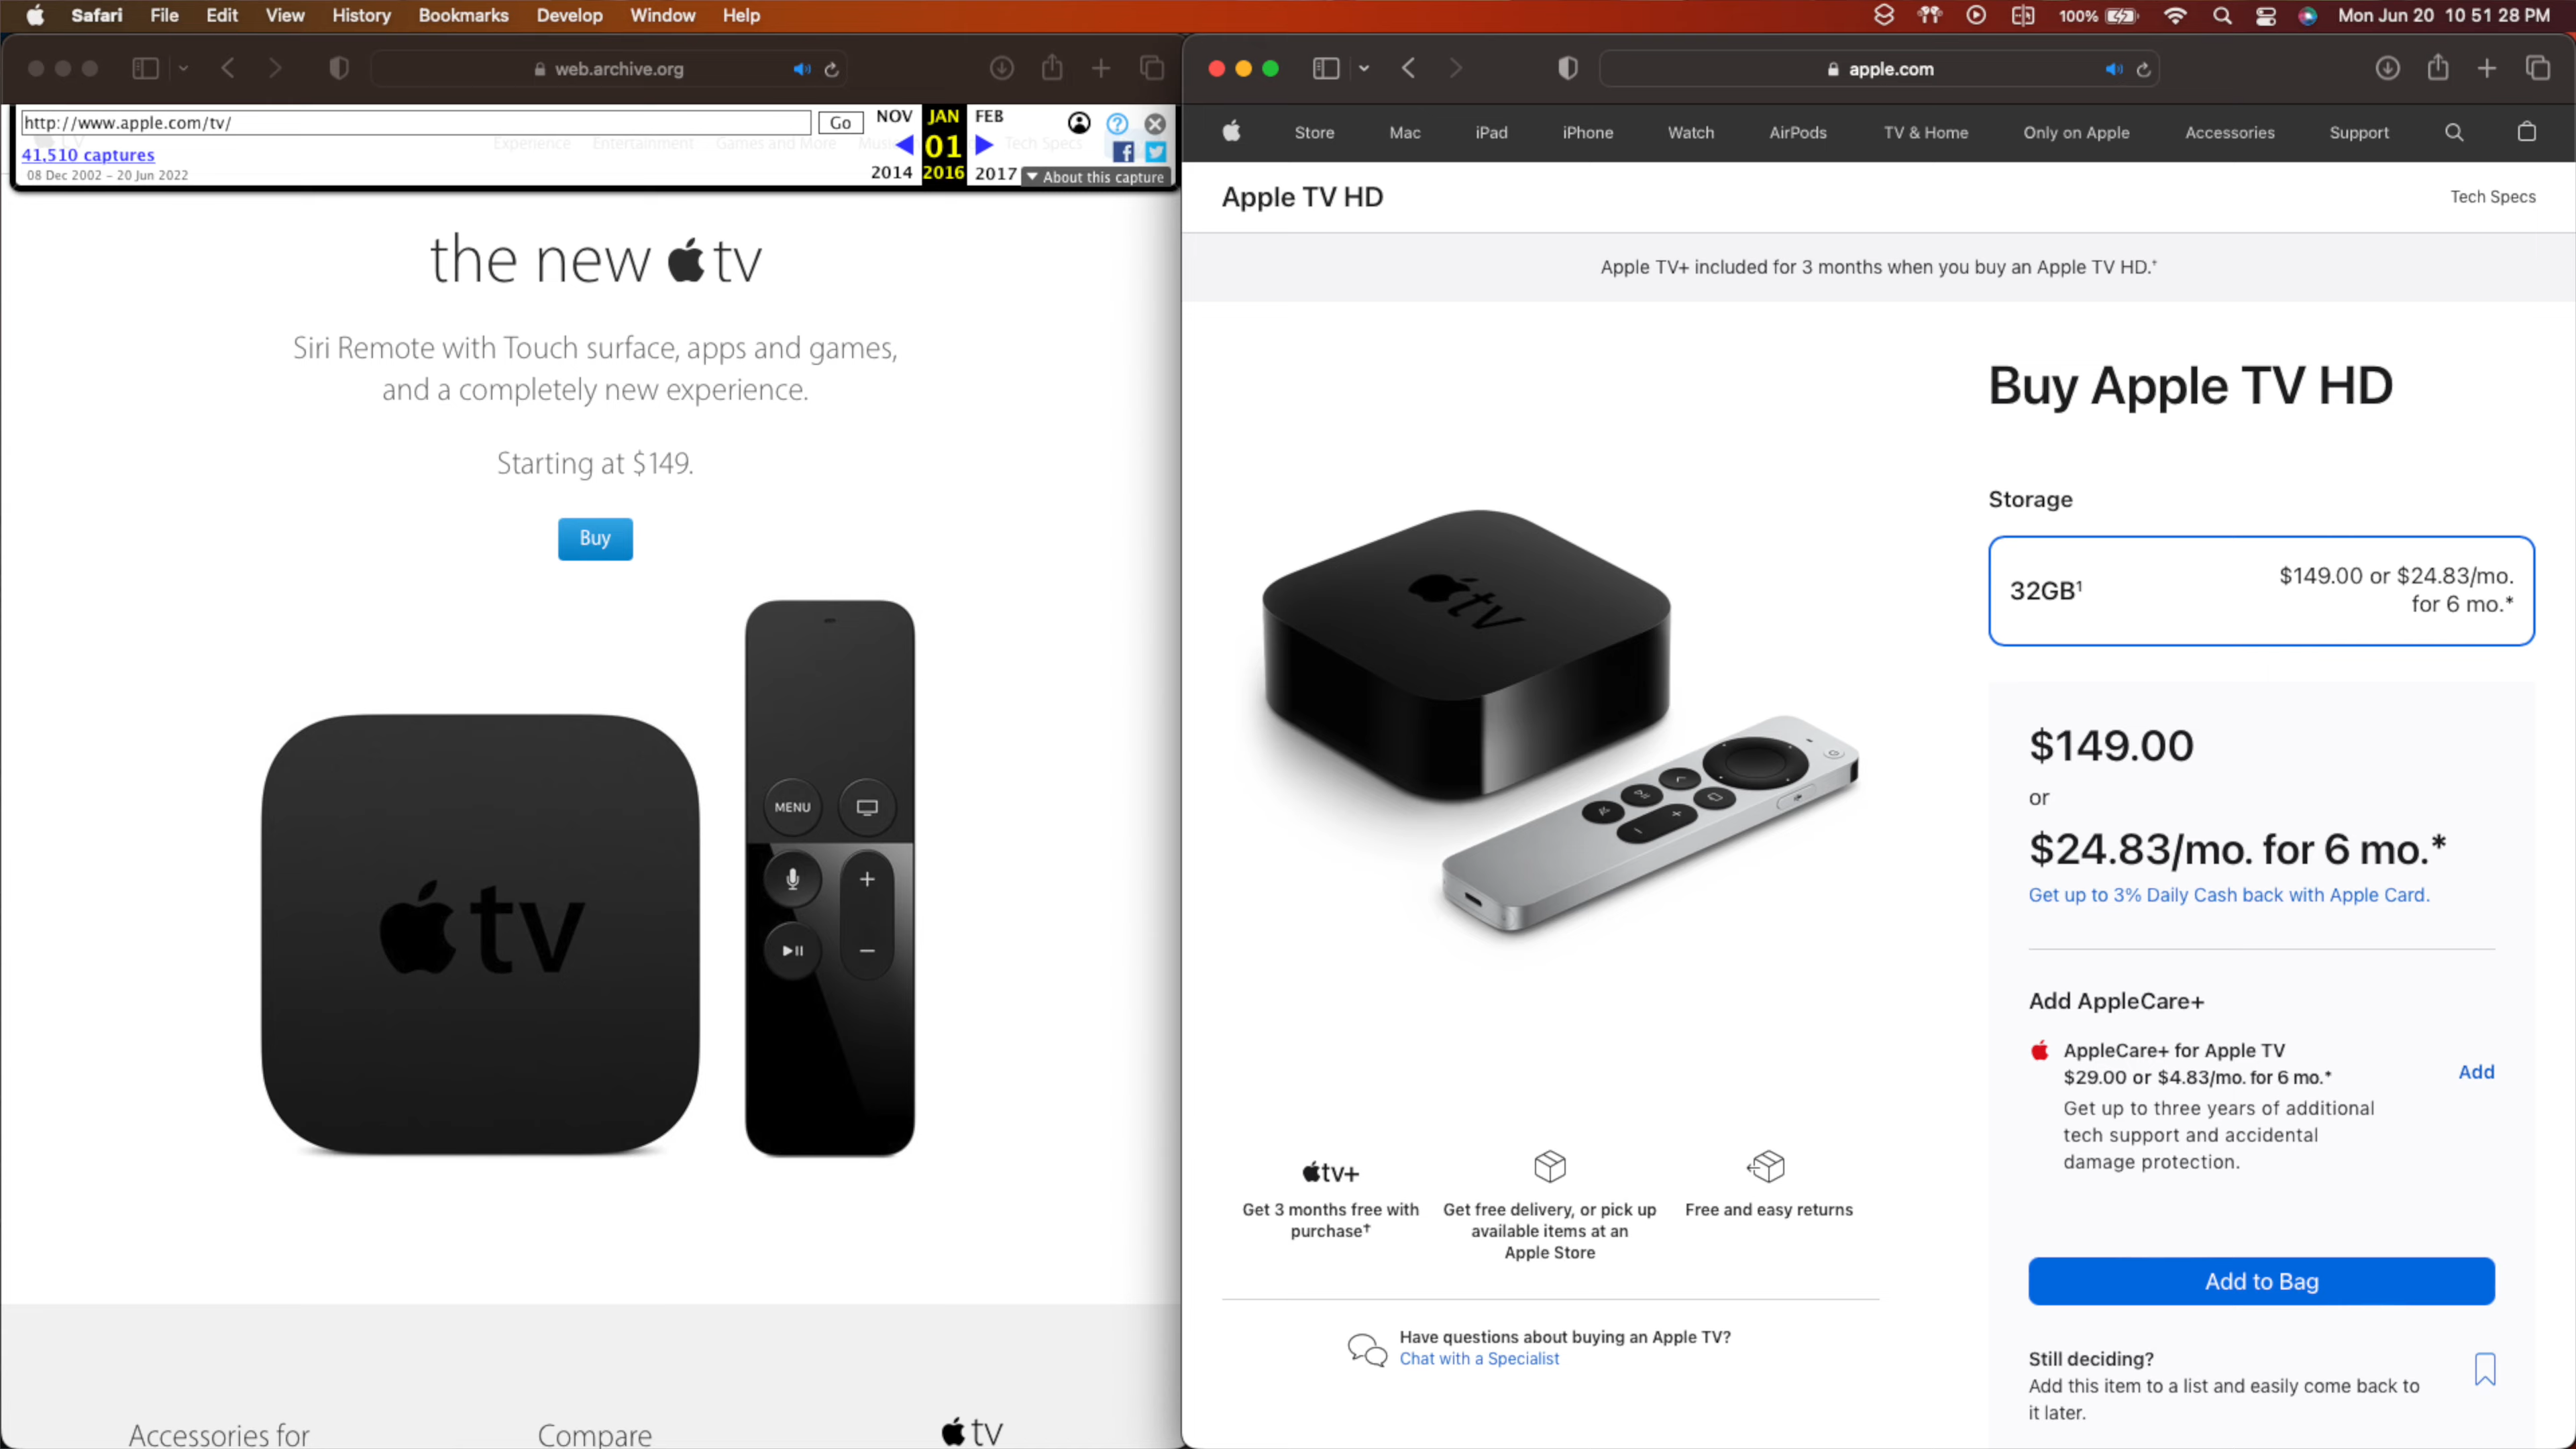 Safari File Edit View History Bookmarks Develop Window Help
100% Mon Jun 20 10 51 28 PM
web.archive.org
http://www.apple.com/tv/
Go
NOV JAN FEB
41,510 captures
01
08 Dec 2002 – 20 Jun 2022
2014 2016 2017
About this capture
Experience Entertainment Games and More Music Tech Specs
the new tv
Siri Remote with Touch surface, apps and games,
and a completely new experience.
Starting at $149.
Buy
tv
MENU
Accessories for
Compare
tv
apple.com
Store Mac iPad iPhone Watch AirPods TV & Home Only on Apple Accessories Support
Apple TV HD
Tech Specs
Apple TV+ included for 3 months when you buy an Apple TV HD.⁺
tv
Buy Apple TV HD
Storage
32GB¹
$149.00 or $24.83/mo.
for 6 mo.*
$149.00
or
$24.83/mo. for 6 mo.*
Get up to 3% Daily Cash back with Apple Card.
Add AppleCare+
AppleCare+ for Apple TV
$29.00 or $4.83/mo. for 6 mo.*
Add
Get up to three years of additional
tech support and accidental
damage protection.
Add to Bag
Still deciding?
Add this item to a list and easily come back to
it later.
tv+
Get 3 months free with
purchase†
Get free delivery, or pick up
available items at an
Apple Store
Free and easy returns
Have questions about buying an Apple TV?
Chat with a Specialist